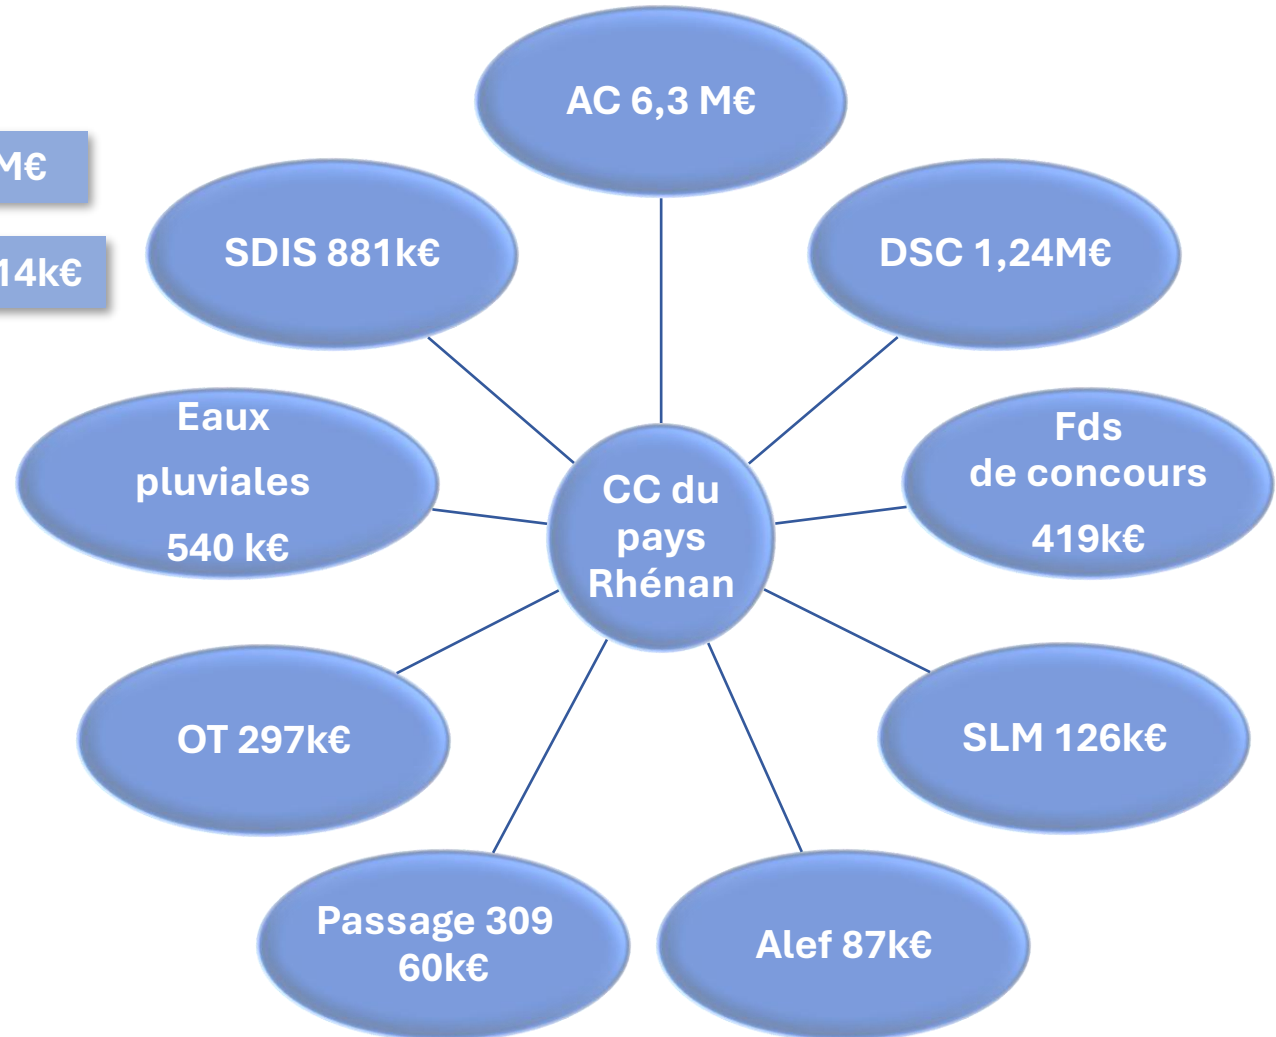 AC 6,3 M€
M€
SDIS 881k€
DSC 1,24M€
14k€
Eaux
pluviales
540 k€
Fds
de concours
419k€
CC du
pays
Rhénan
OT 297k€
SLM 126k€
Passage 309
60k€
Alef 87k€